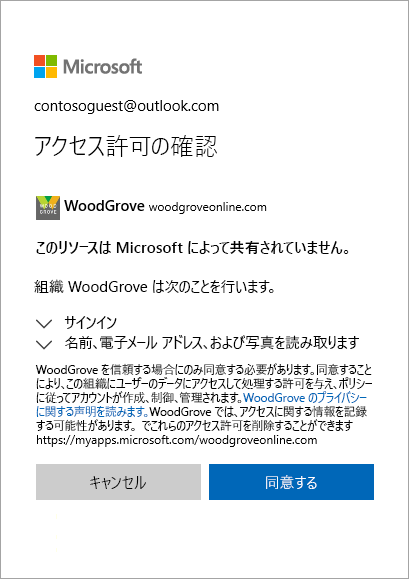 Microsoft
contosoguest@outlook.com
アクセス許可の確認
WOOD
GROVE
WoodGrove woodgroveonline.com
このリソースは Microsoft によって共有されていません。
組織 WoodGrove は次のことを行います。
サインイン
名前、電子メール アドレス、および写真を読み取ります
WoodGrove を信頼する場合にのみ同意する必要があります。同意すること
により、この組織にユーザーのデータにアクセスして処理する許可を与え、ポリシー
に従ってアカウントが作成、制御、管理されます。WoodGrove のプライバシー
に関する声明を読みます。WoodGrove では、アクセスに関する情報を記録
する可能性があります。 でこれらのアクセス許可を削除することができます
https://myapps.microsoft.com/woodgroveonline.com
キャンセル
同意する